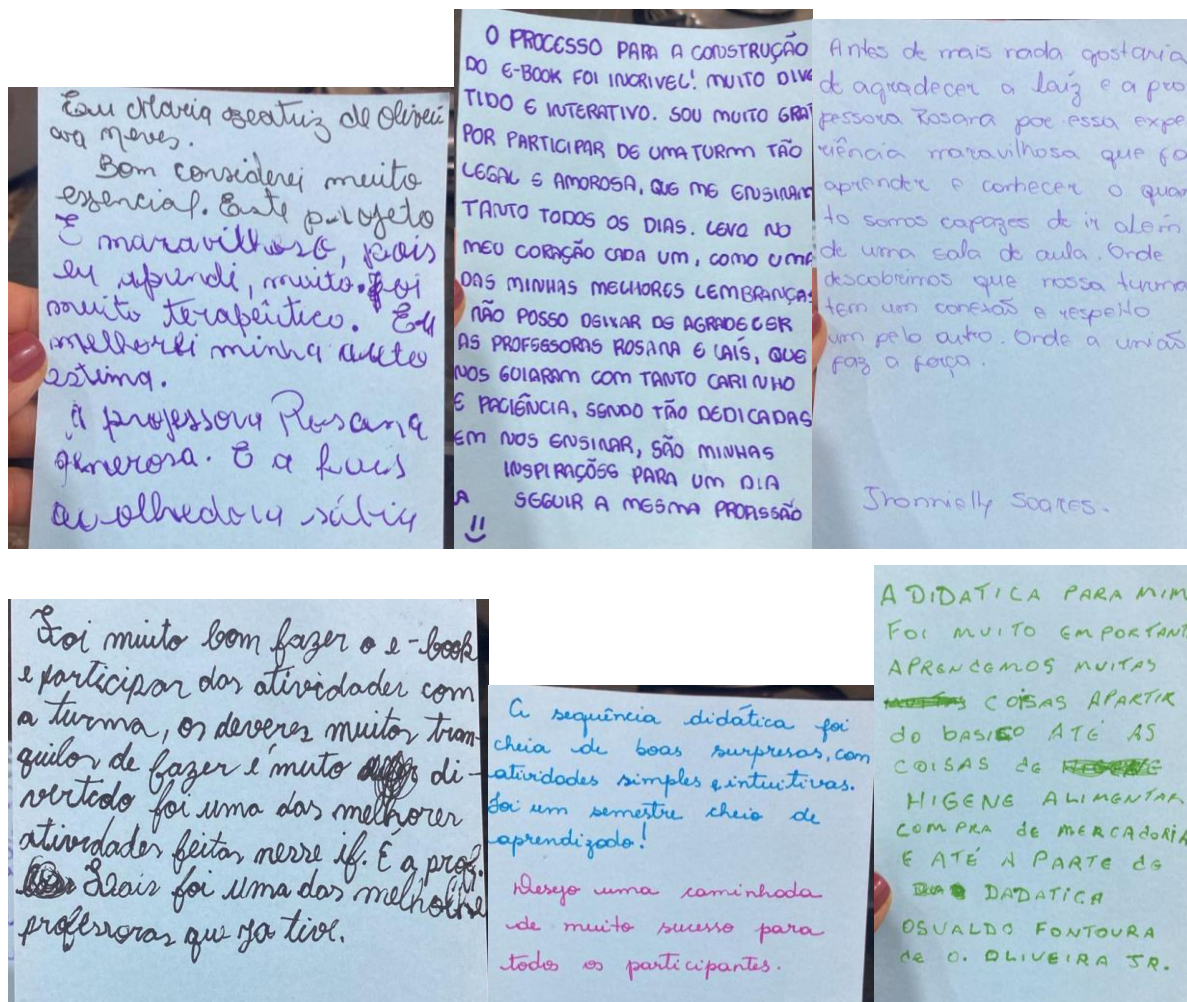 Eu Maria Beatriz de Olivei
ra Neves.
Bom considerei muito
essencial. Este projeto
É maravilhoso, pois
eu aprendi, muito. Foi
muito terapêutico. Eu
melhorei minha auto
estima.
A professora Rosana
generosa. E a
acolhedora sábia
O PROCESSO PARA A CONSTRUÇÃO
DO E-BOOK FOI INCRIVEL! MUITO DIVE
TIDO E INTERATIVO. SOU MUITO GRAT
POR PARTICIPAR DE UMA TURMA TÃO
LEGAL E AMOROSA, QUE ME ENSINAM
TANTO TODOS OS DIAS. LEVO NO
MEU CORAÇÃO CADA UM, COMO UMA
DAS MINHAS MELHORES LEMBRANÇAS
NÃO POSSO DEIXAR DE AGRADECER
AS PROFESSORAS ROSANA E LAÍS, QUE
NOS GUIARAM COM TANTO CARINHO
E PACIÊNCIA, SENDO TÃO DEDICADAS
EM NOS ENSINAR, SÃO MINHAS
INSPIRAÇÕES PARA UM DIA
A SEGUIR A MESMA PROFISSÃO
Antes de mais nada gostaria
de agradecer a laíz e a pro
fessora Rosara por essa expe
riência maravilhosa que fo
aprender e conhecer o quan
to somos capazes de ir além
de uma sala de aula. Onde
descobrimos que nossa turma
tem um conexão e respeito
um pelo outro. Onde a união
faz a força.
Jhonnielly Soares.
Foi muito bom fazer o e-book
e participar das atividades com
a turma, os deveres muitos tran-
quilos de fazer é muto di-
vertido foi uma das melhores
atividades feitas nesse if. E a prof.
Lais foi uma das melhores
professoras que ja tive.
A sequência didática foi
cheia de boas surpresas, com
atividades simples e intuitivas.
Foi um semestre cheio de
aprendizado!
Desejo uma caminhada
de muito sucesso para
todos os participantes.
A DIDATICA PARA MIM
FOI MUITO EMPORTANT
APRENDEMOS MUITAS
COISAS APARTIR
do BASICO ATÉ AS
COISAS de
HIGENE ALIMENTAR
COMPRA de MERCADORIA
E ATÉ A PARTE de
DADATICA
OSVALDO FONTOURA
de O. OLIVEIRA JR.